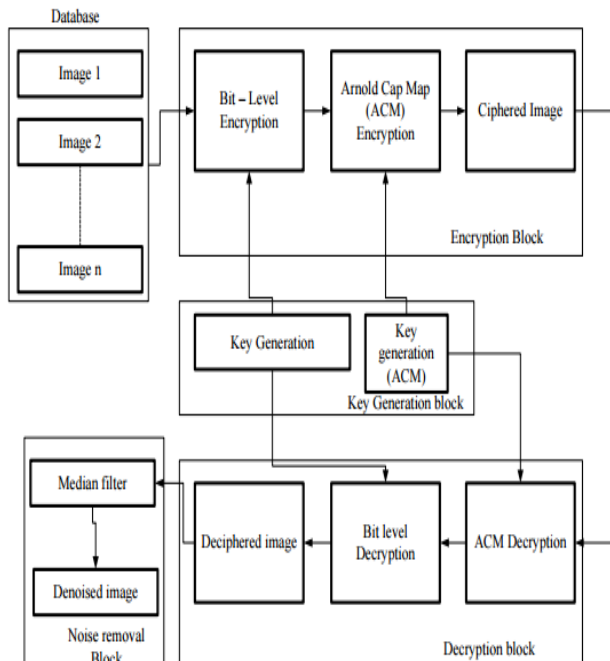 Database
Image 1
Image 2
Image n
Bit – Level
Encryption
Arnold Cap Map
(ACM)
Encryption
Ciphered Image
Encryption Block
Key Generation
Key
generation
(ACM)
Key Generation block
Median filter
Denoised image
Noise removal
Block
Deciphered image
Bit level
Decryption
ACM Decryption
Decryption block